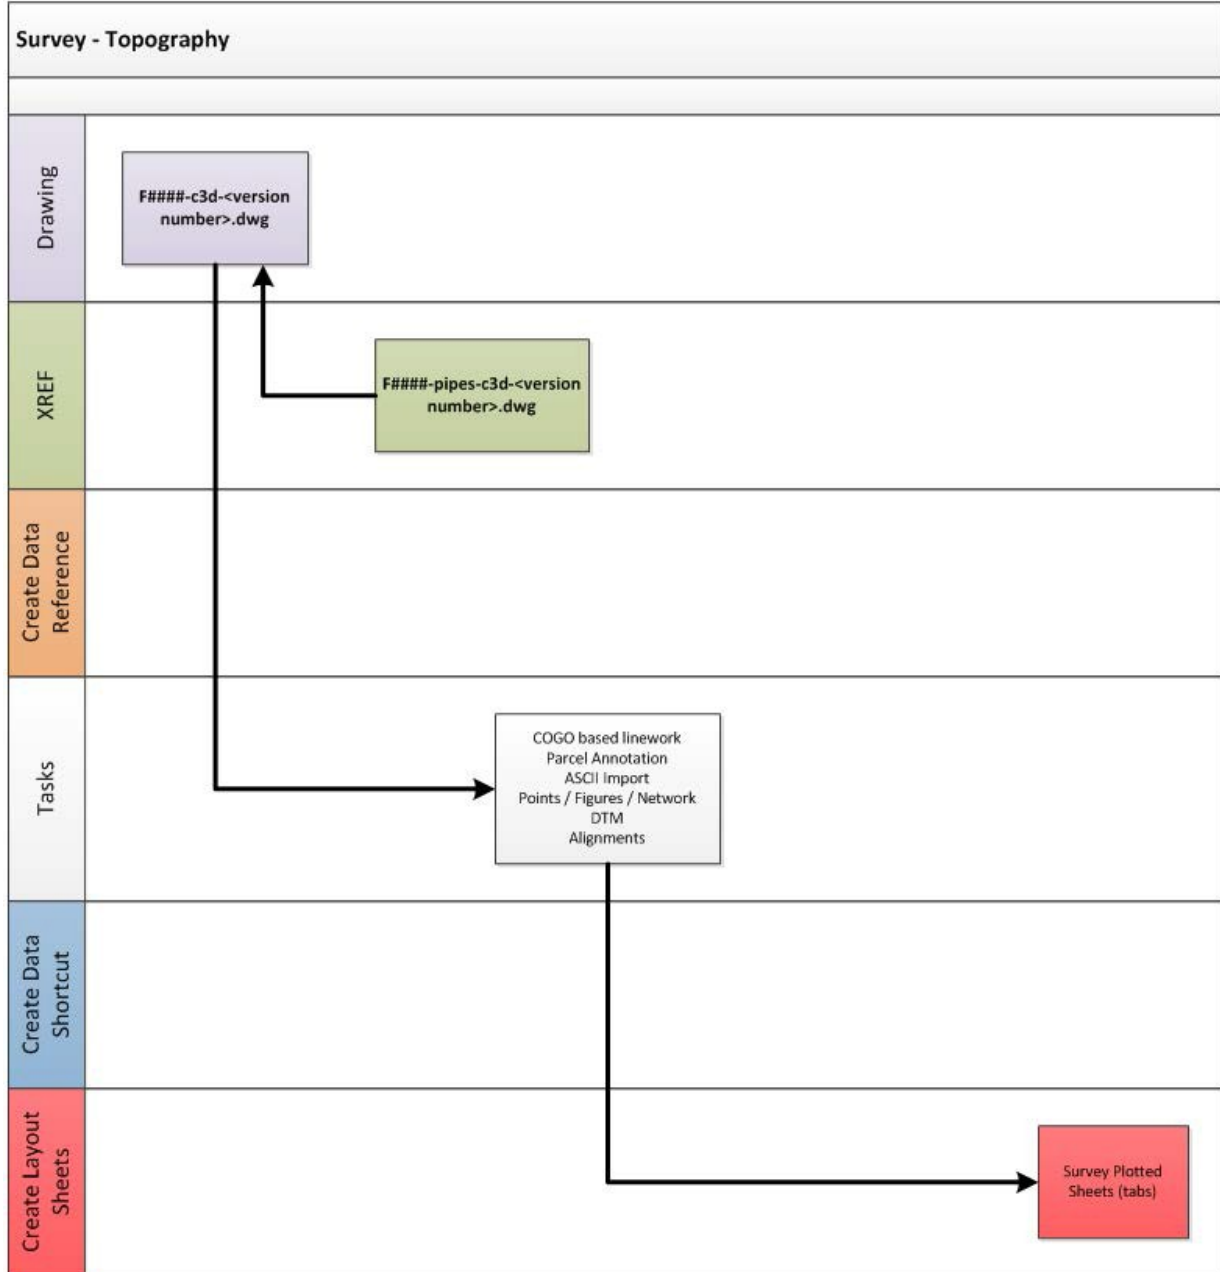 Survey - Topography
Drawing
F####-c3d-<version
number>.dwg
XREF
F####-pipes-c3d-<version
number>.dwg
Create Data
Reference
Tasks
COGO based linework
Parcel Annotation
ASCII Import
Points / Figures / Network
DTM
Alignments
Create Data
Shortcut
Create Layout
Sheets
Survey Plotted
Sheets (tabs)